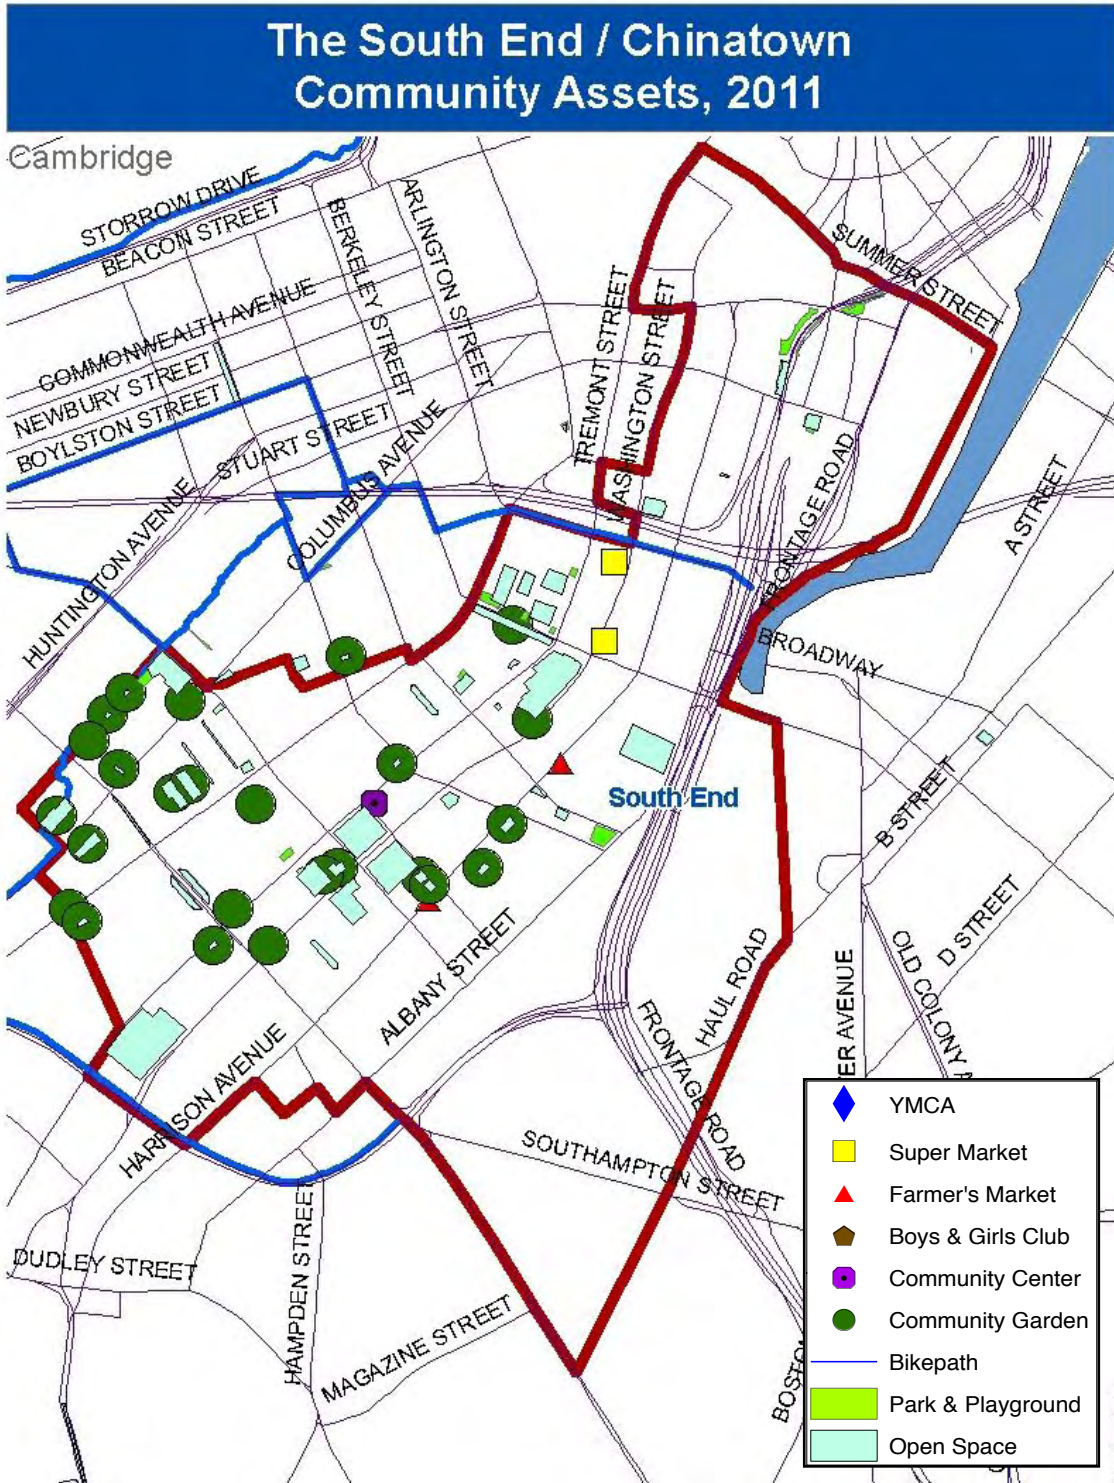 The South End / Chinatown
Community Assets, 2011
Cambridge
STORROW DRIVE
BEACON STREET
BERKELEY STREET
ARLINGTON STREET
SUMMER STREET
COMMONWEALTH AVENUE
NEWBURY STREET
BOYLSTON STREET
STUART STREET
COLUMBUS AVENUE
HUNTINGTON AVENUE
TREMONT STREET
WASHINGTON STREET
FRONTAGE ROAD
A STREET
BROADWAY
South End
B STREET
D STREET
OLD COLONY A
TER AVENUE
HAUL ROAD
ALBANY STREET
HARRISON AVENUE
FRONTAGE ROAD
SOUTHAMPTON STREET
DUDLEY STREET
HAMPDEN STREET
MAGAZINE STREET
BOSTON
YMCA
Super Market
Farmer's Market
Boys & Girls Club
Community Center
Community Garden
Bikepath
Park & Playground
Open Space